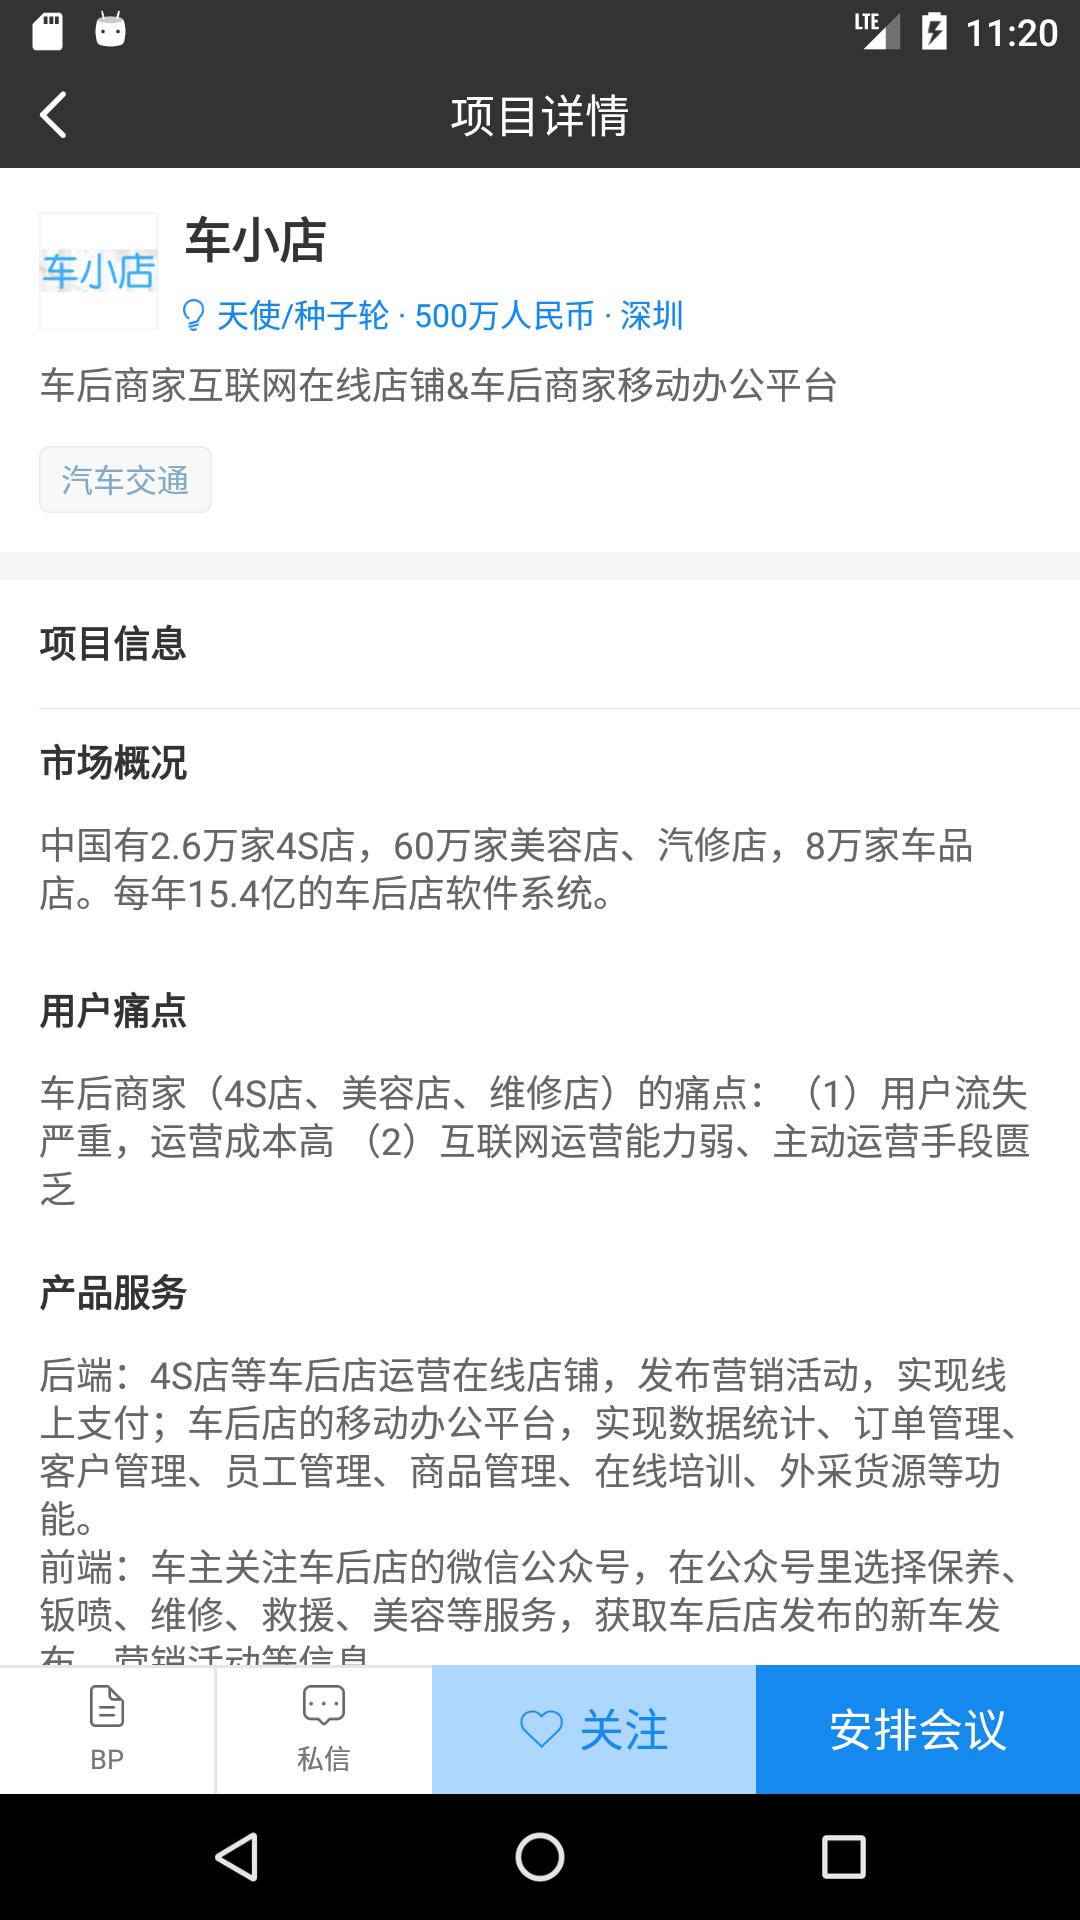 LTE 11:20
项目详情
车小店
车小店
天使/种子轮 · 500万人民币 · 深圳
车后商家互联网在线店铺&车后商家移动办公平台
汽车交通
项目信息
市场概况
中国有2.6万家4S店，60万家美容店、汽修店，8万家车品
店。每年15.4亿的车后店软件系统。
用户痛点
车后商家（4S店、美容店、维修店）的痛点：（1）用户流失
严重，运营成本高 （2）互联网运营能力弱、主动运营手段匮
乏
产品服务
后端：4S店等车后店运营在线店铺，发布营销活动，实现线
上支付；车后店的移动办公平台，实现数据统计、订单管理、
客户管理、员工管理、商品管理、在线培训、外采货源等功
能。
前端：车主关注车后店的微信公众号，在公众号里选择保养、
钣喷、维修、救援、美容等服务，获取车后店发布的新车发
布、营销活动等信息
BP
私信
关注
安排会议